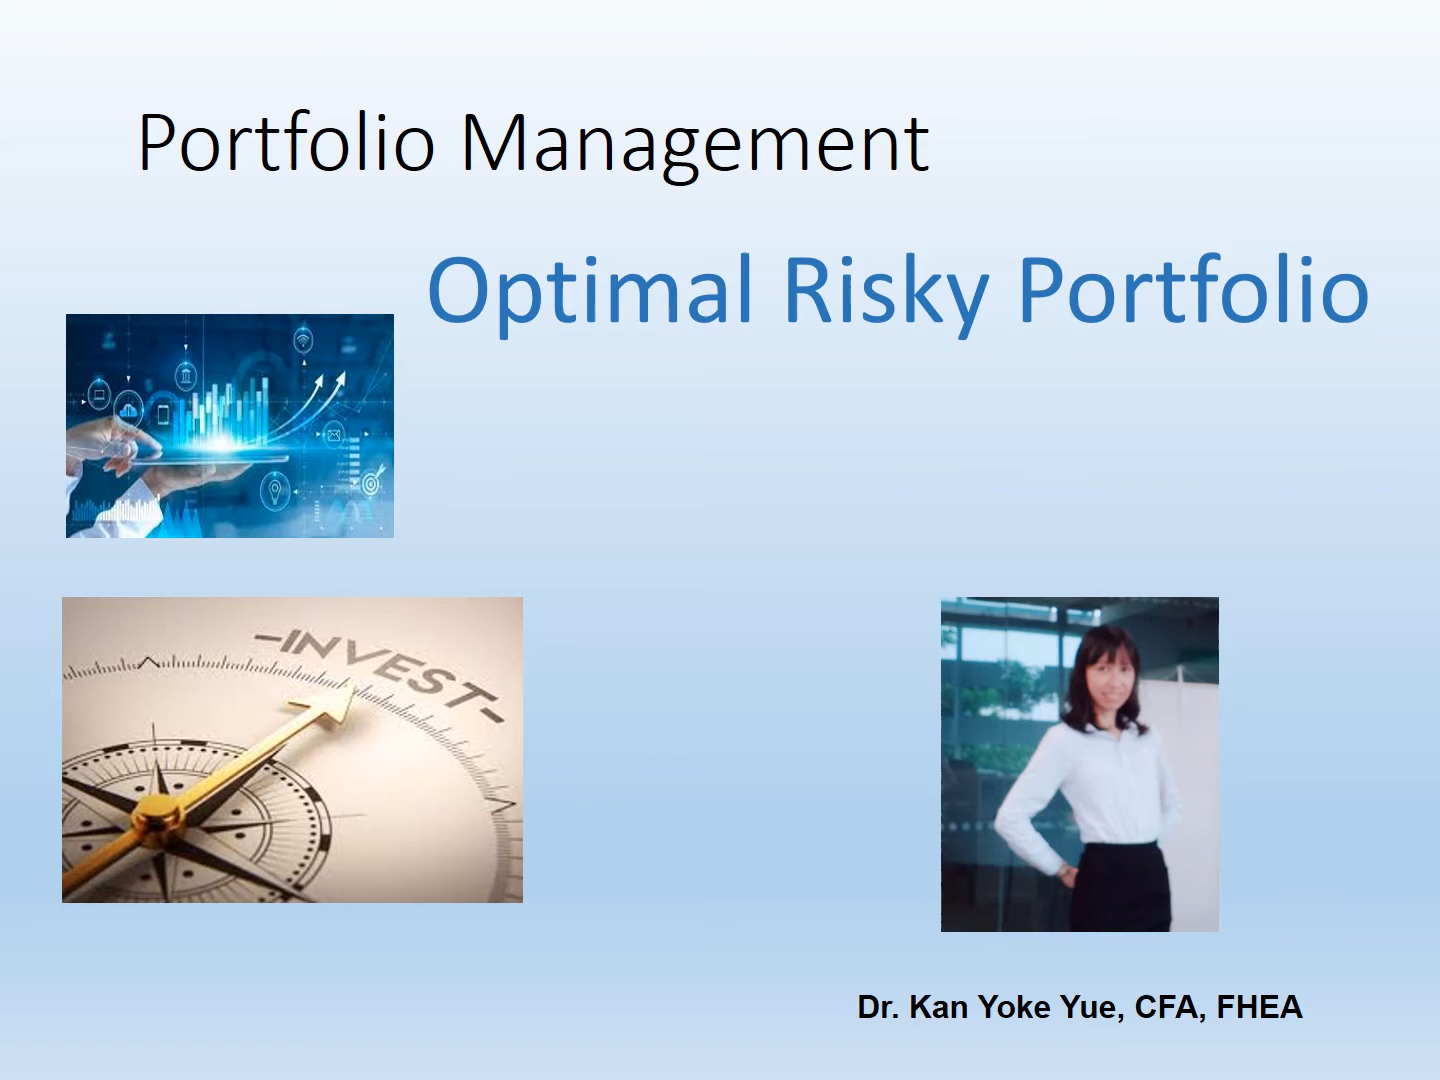 Portfolio Management
Optimal Risky Portfolio
-INVEST-
Dr. Kan Yoke Yue, CFA, FHEA